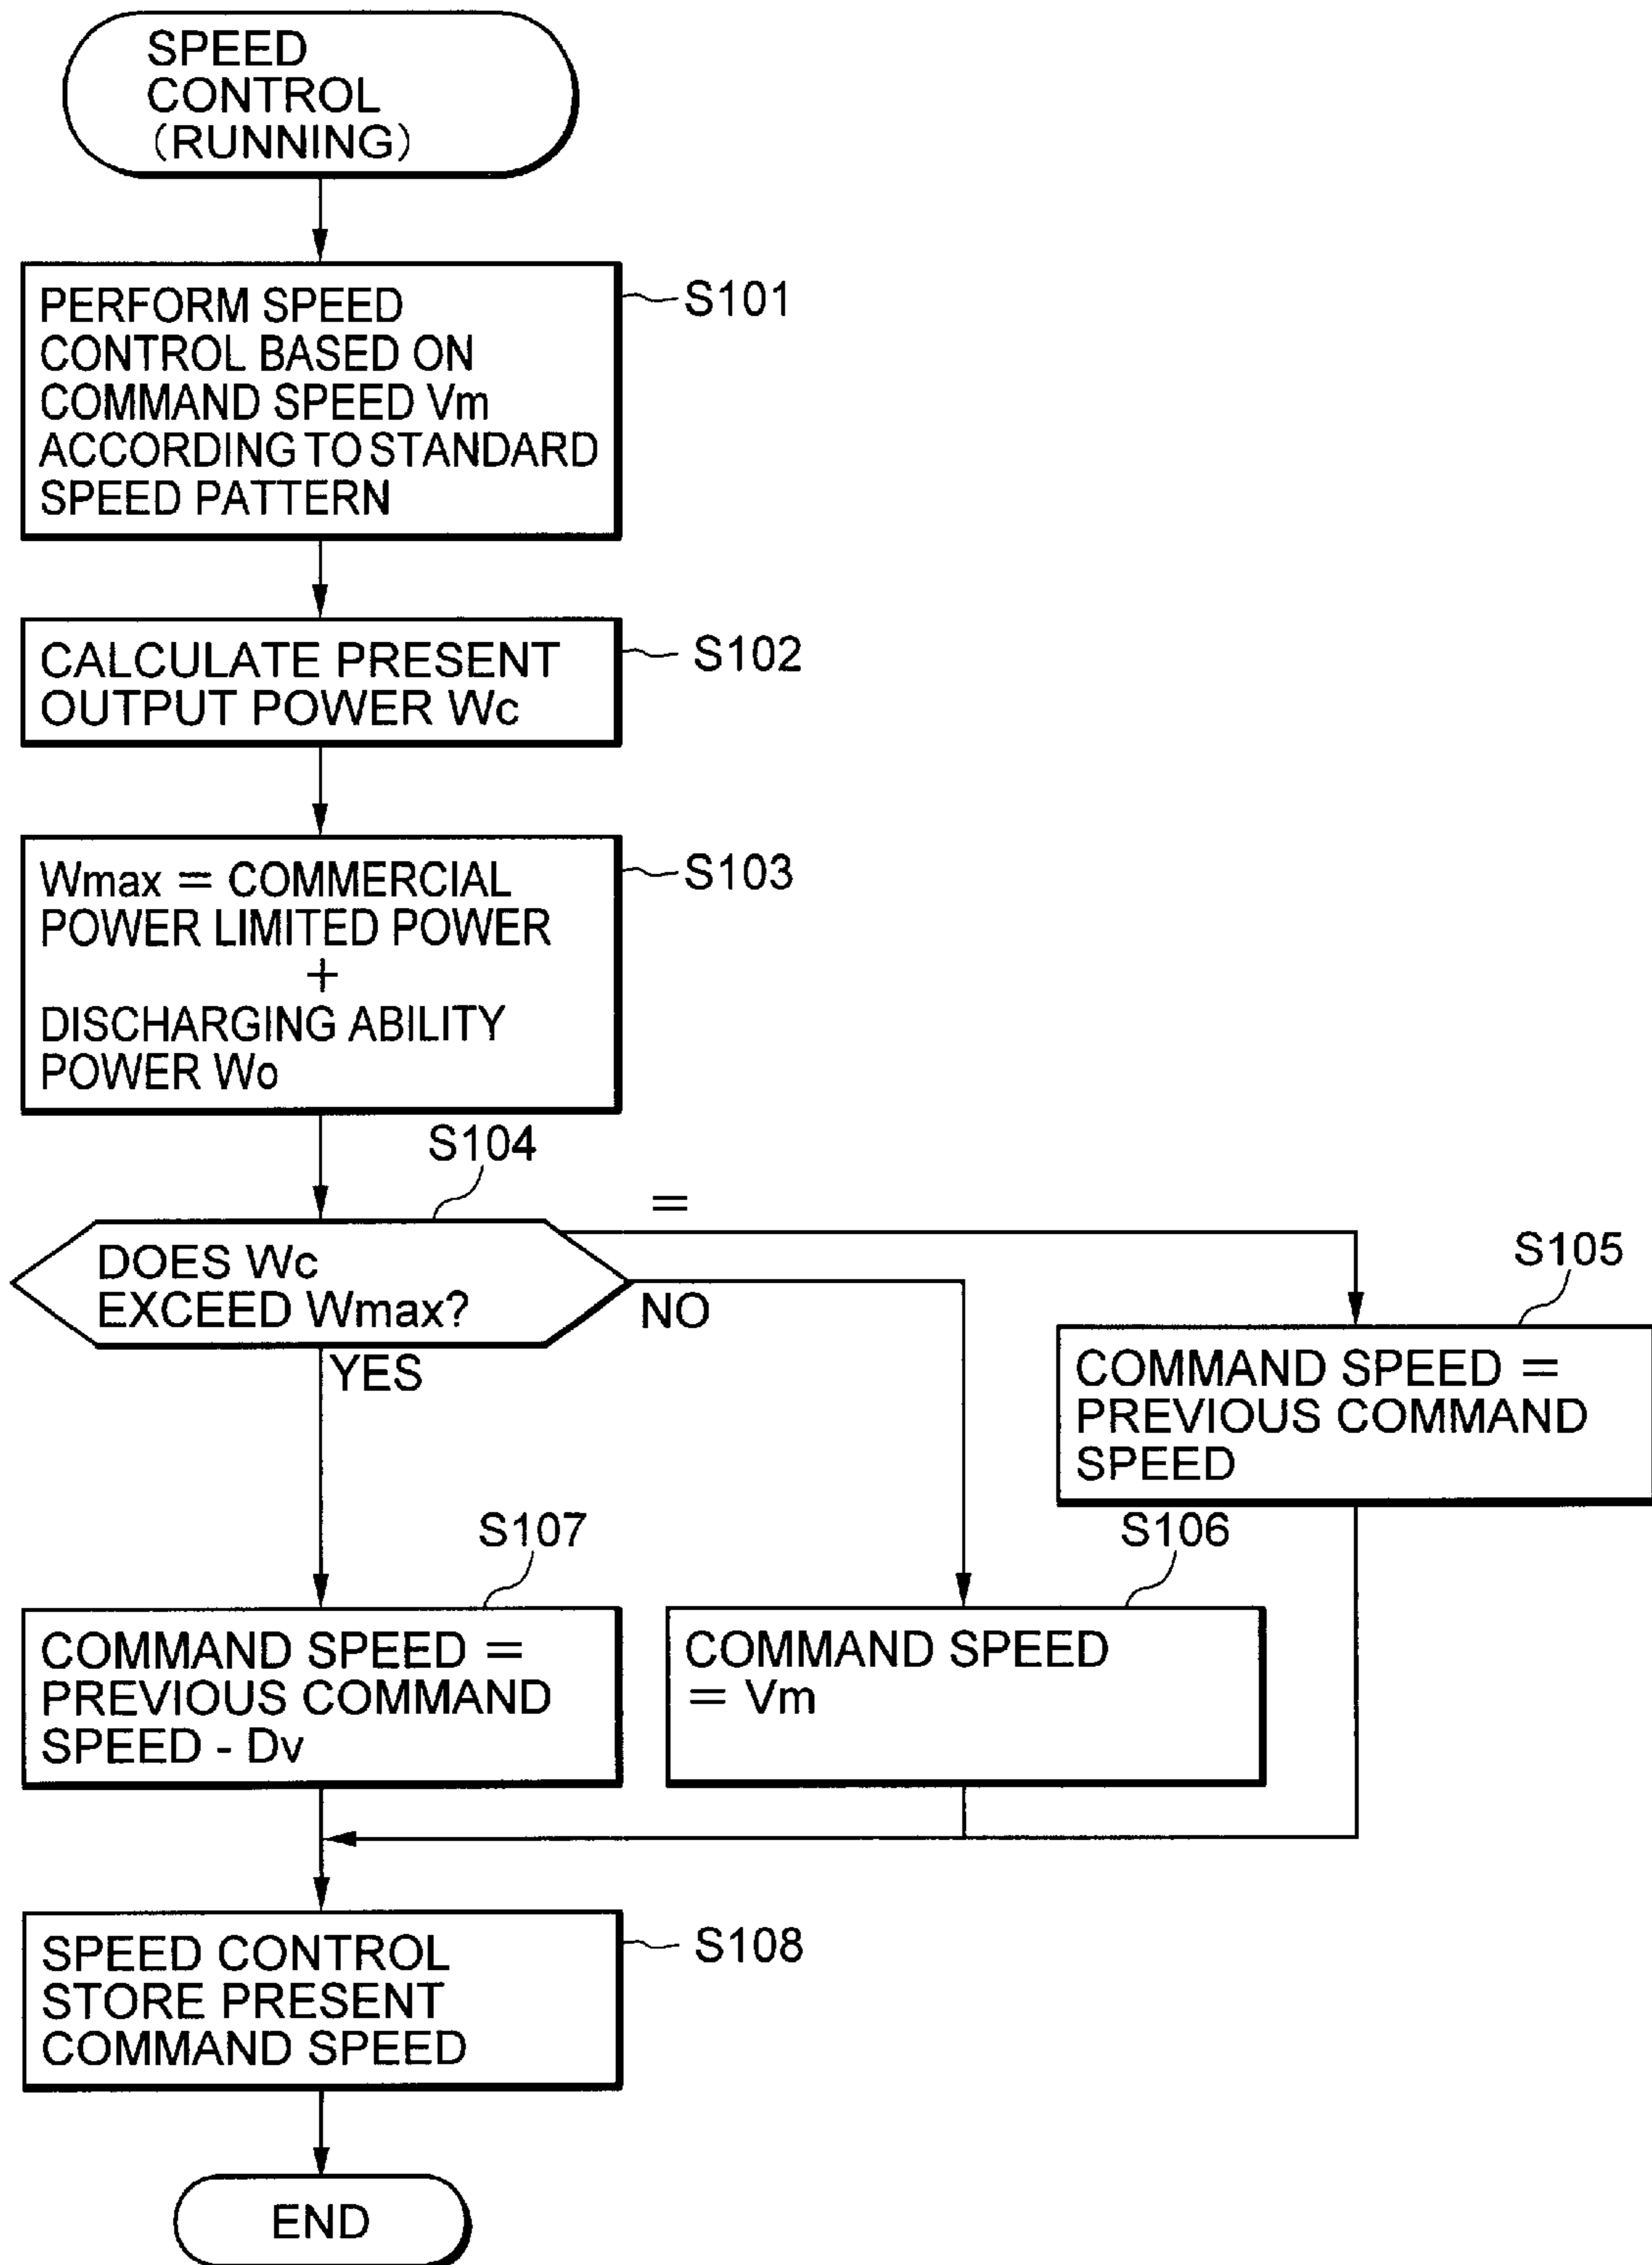 SPEED
CONTROL
(RUNNING)
PERFORM SPEED
CONTROL BASED ON
COMMAND SPEED Vm
ACCORDING TO STANDARD
SPEED PATTERN
S101
CALCULATE PRESENT
OUTPUT POWER Wc
S102
Wmax = COMMERCIAL
POWER LIMITED POWER
+
DISCHARGING ABILITY
POWER Wo
S103
S104
DOES Wc
EXCEED Wmax?
=
NO
YES
S105
COMMAND SPEED =
PREVIOUS COMMAND
SPEED
S107
COMMAND SPEED =
PREVIOUS COMMAND
SPEED - Dv
S106
COMMAND SPEED
= Vm
SPEED CONTROL
STORE PRESENT
COMMAND SPEED
S108
END